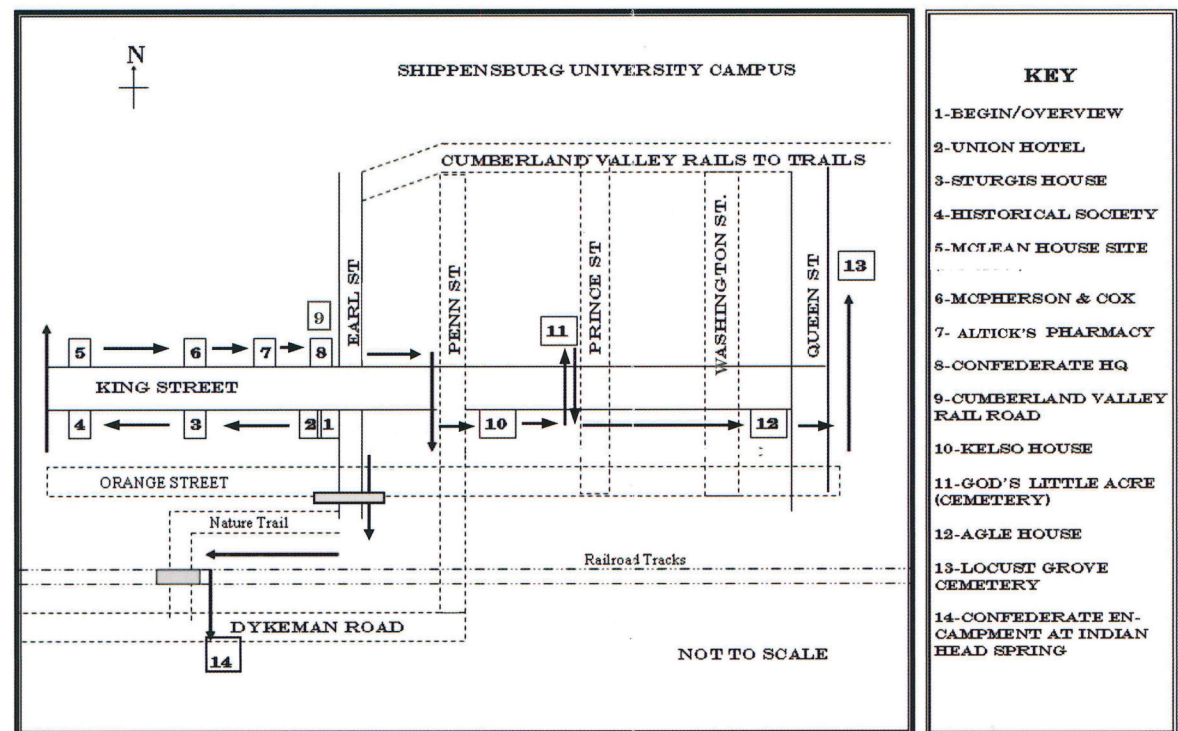 N
SHIPPENSBURG UNIVERSITY CAMPUS
CUMBERLAND VALLEY RAILS TO TRAILS
EARL ST
PENN ST
PRINCE ST
WASHINGTON ST.
QUEEN ST
13
9
11
5
6
7
8
KING STREET
4
3
2
1
10
12
ORANGE STREET
Nature Trail
Railroad Tracks
DYKEMAN ROAD
14
NOT TO SCALE
KEY
1-BEGIN/OVERVIEW
2-UNION HOTEL
3-STURGIS HOUSE
4-HISTORICAL SOCIETY
5-MCLEAN HOUSE SITE
6-MCPHERSON & COX
7- ALTICK'S PHARMACY
8-CONFEDERATE HQ
9-CUMBERLAND VALLEY
RAIL ROAD
10-KELSO HOUSE
11-GOD'S LITTLE ACRE
(CEMETERY)
12-AGLE HOUSE
13-LOCUST GROVE
CEMETERY
14-CONFEDERATE EN-
CAMPMENT AT INDIAN
HEAD SPRING